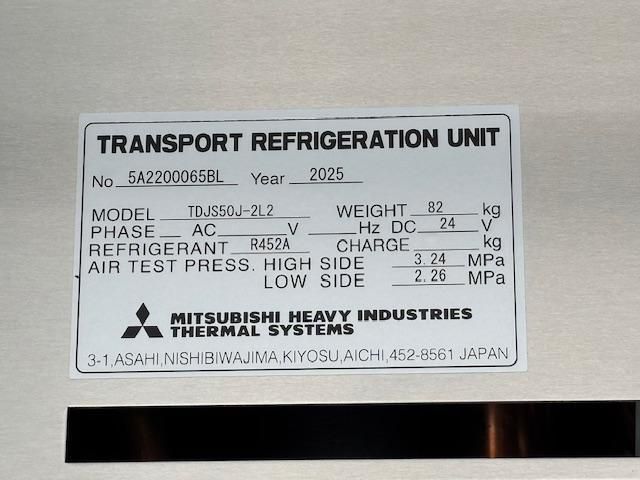 TRANSPORT REFRIGERATION UNIT
No 5A2200065BL Year 2025
MODEL TDJS50J-2L2 WEIGHT 82 kg
PHASE AC V Hz DC 24 V
REFRIGERANT R452A CHARGE kg
AIR TEST PRESS. HIGH SIDE 3.24 MPa
LOW SIDE 2.26 MPa
MITSUBISHI HEAVY INDUSTRIES
THERMAL SYSTEMS
3-1,ASAHI,NISHIBIWAJIMA,KIYOSU,AICHI,452-8561 JAPAN